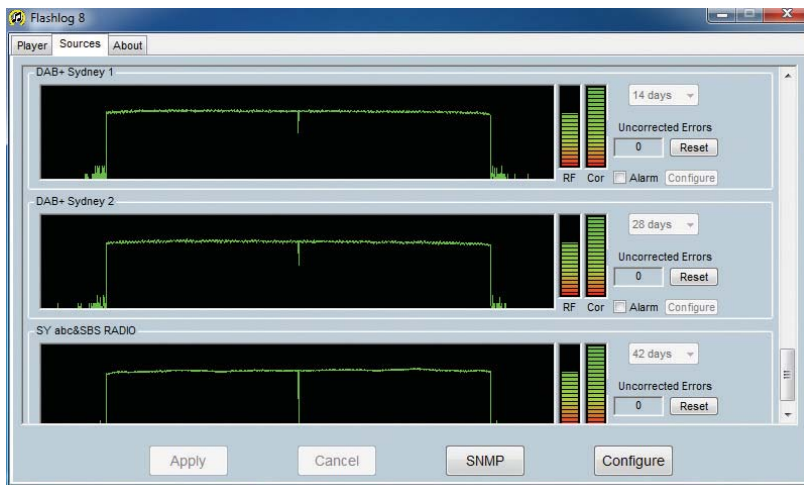 Flashlog 8
Player Sources About
DAB+ Sydney 1
14 days
Uncorrected Errors
0 Reset
RF Cor Alarm Configure
DAB+ Sydney 2
28 days
Uncorrected Errors
0 Reset
RF Cor Alarm Configure
SY abc&SBS RADIO
42 days
Uncorrected Errors
0 Reset
Apply Cancel SNMP Configure